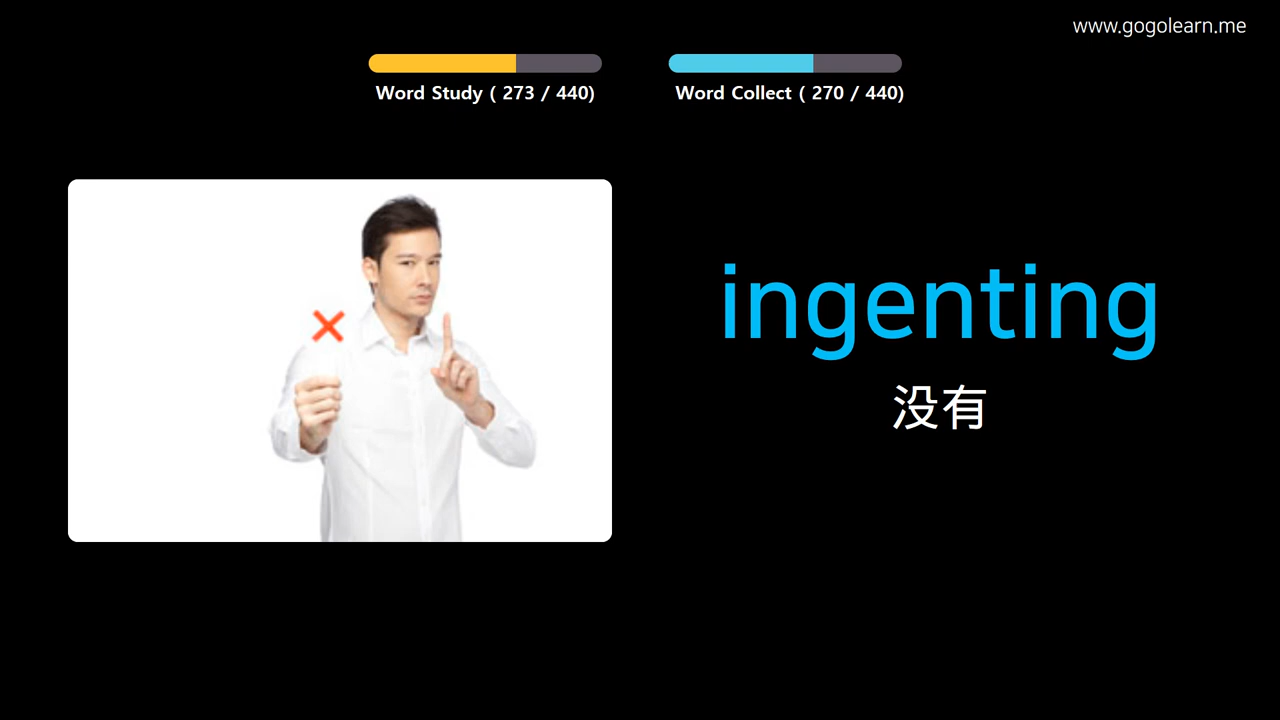 www.gogolearn.me
Word Study ( 273 / 440)
Word Collect ( 270 / 440)
ingenting
没有